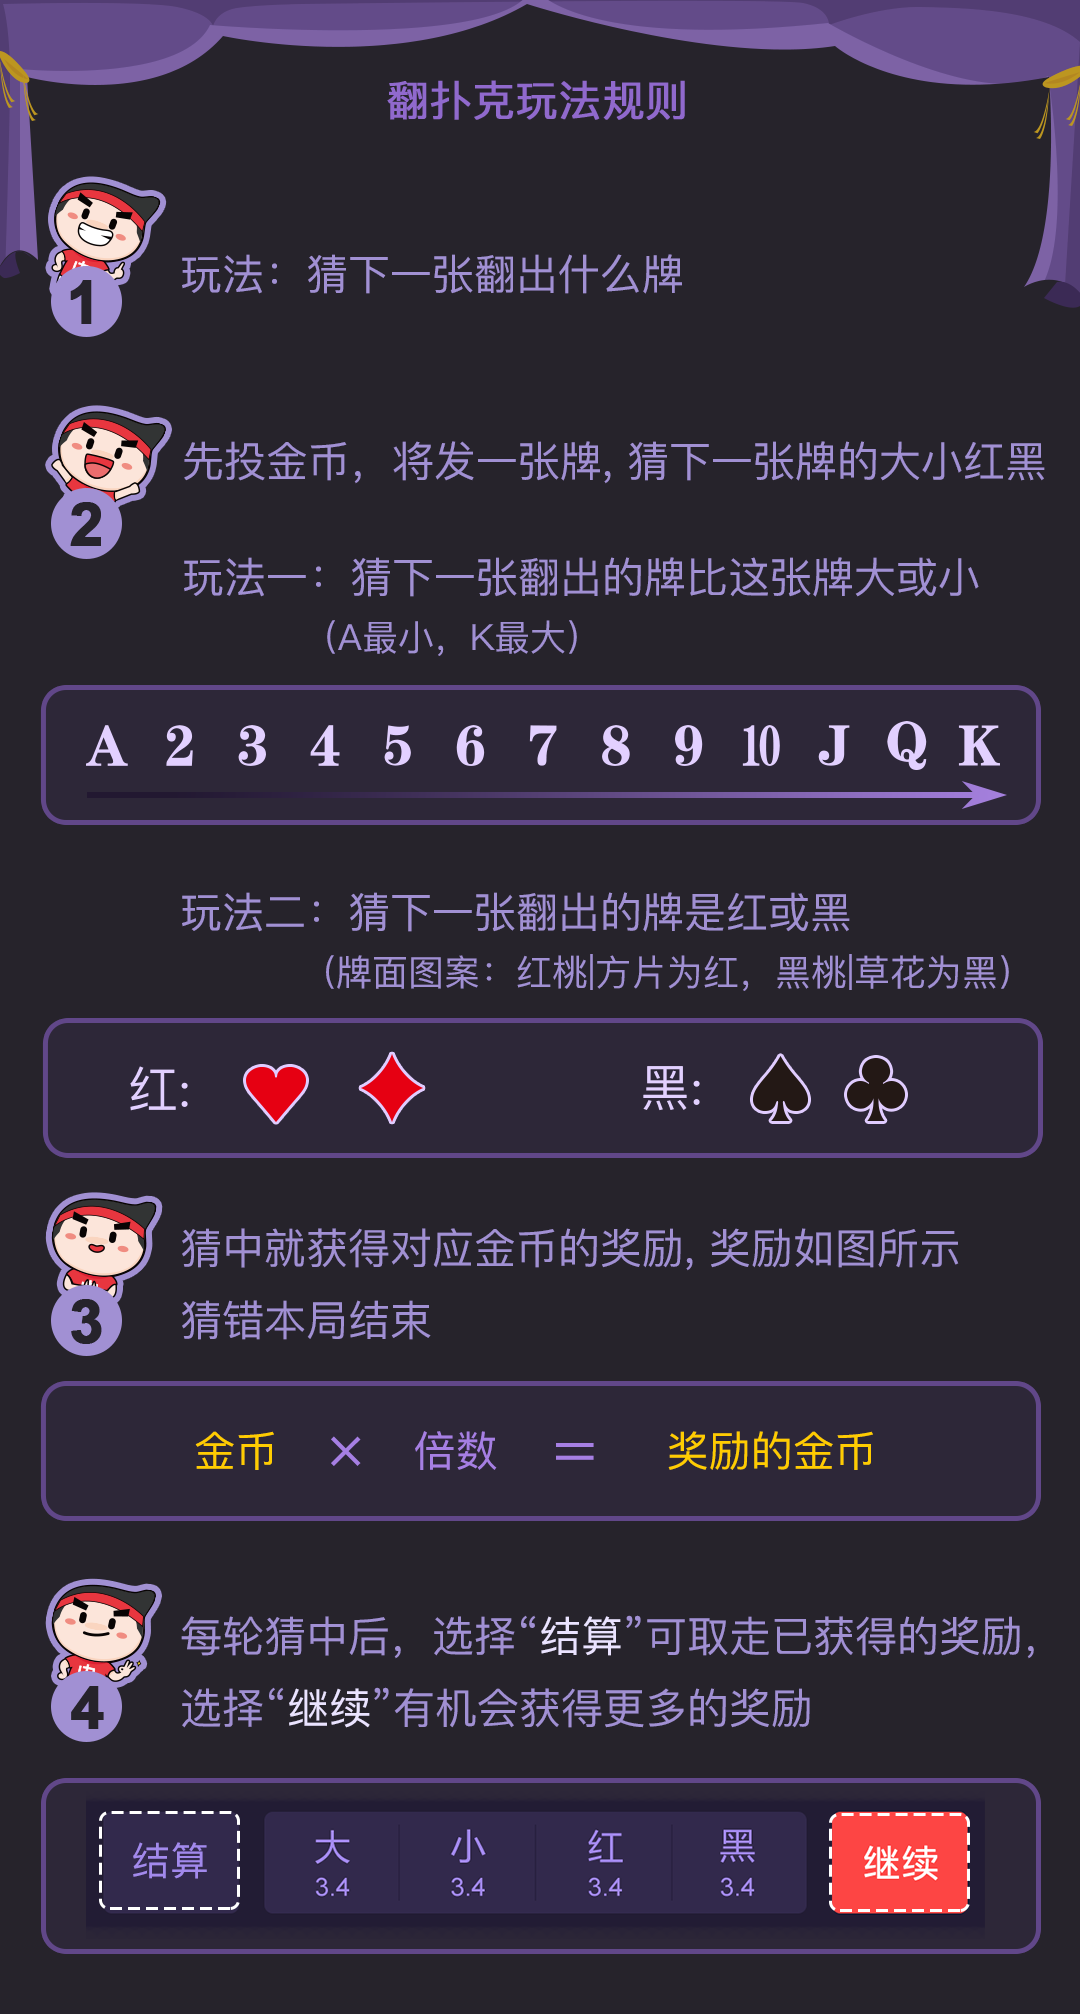 翻扑克玩法规则
1
玩法：猜下一张翻出什么牌
2
先投金币，将发一张牌,猜下一张牌的大小红黑
玩法一：猜下一张翻出的牌比这张牌大或小
（A最小，K最大）
A 2 3 4 5 6 7 8 9 10 J Q K
玩法二：猜下一张翻出的牌是红或黑
（牌面图案：红桃|方片为红，黑桃|草花为黑）
红: 黑:
3
猜中就获得对应金币的奖励,奖励如图所示
猜错本局结束
金币 × 倍数 = 奖励的金币
4
每轮猜中后，选择“结算”可取走已获得的奖励,
选择“继续”有机会获得更多的奖励
结算 大 小 红 黑 继续
3.4 3.4 3.4 3.4